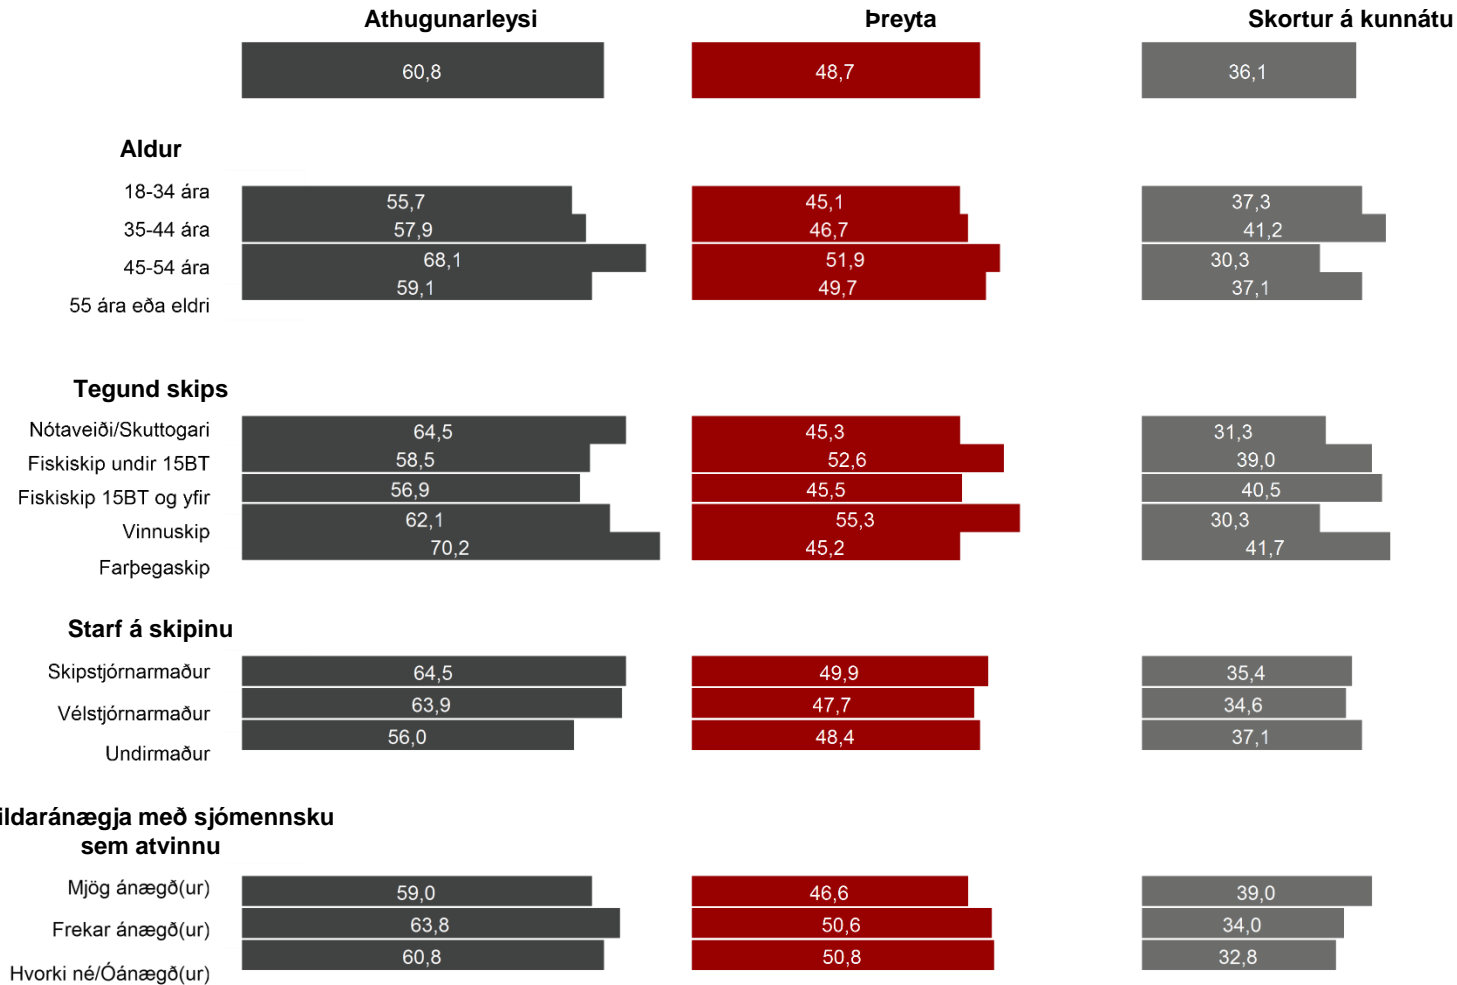 Athugunarleysi Þreyta Skortur á kunnátu
60,8 48,7 36,1
Aldur
18-34 ára 55,7 45,1 37,3
35-44 ára 57,9 46,7 41,2
45-54 ára 68,1 51,9 30,3
55 ára eða eldri 59,1 49,7 37,1
Tegund skips
Nótaveiði/Skuttogari 64,5 45,3 31,3
Fiskiskip undir 15BT 58,5 52,6 39,0
Fiskiskip 15BT og yfir 56,9 45,5 40,5
Vinnuskip 62,1 55,3 30,3
Farþegaskip 70,2 45,2 41,7
Starf á skipinu
Skipstjórnarmaður 64,5 49,9 35,4
Vélstjórnarmaður 63,9 47,7 34,6
Undirmaður 56,0 48,4 37,1
ildaránægja með sjómennsku
sem atvinnu
Mjög ánægð(ur) 59,0 46,6 39,0
Frekar ánægð(ur) 63,8 50,6 34,0
Hvorki né/Óánægð(ur) 60,8 50,8 32,8